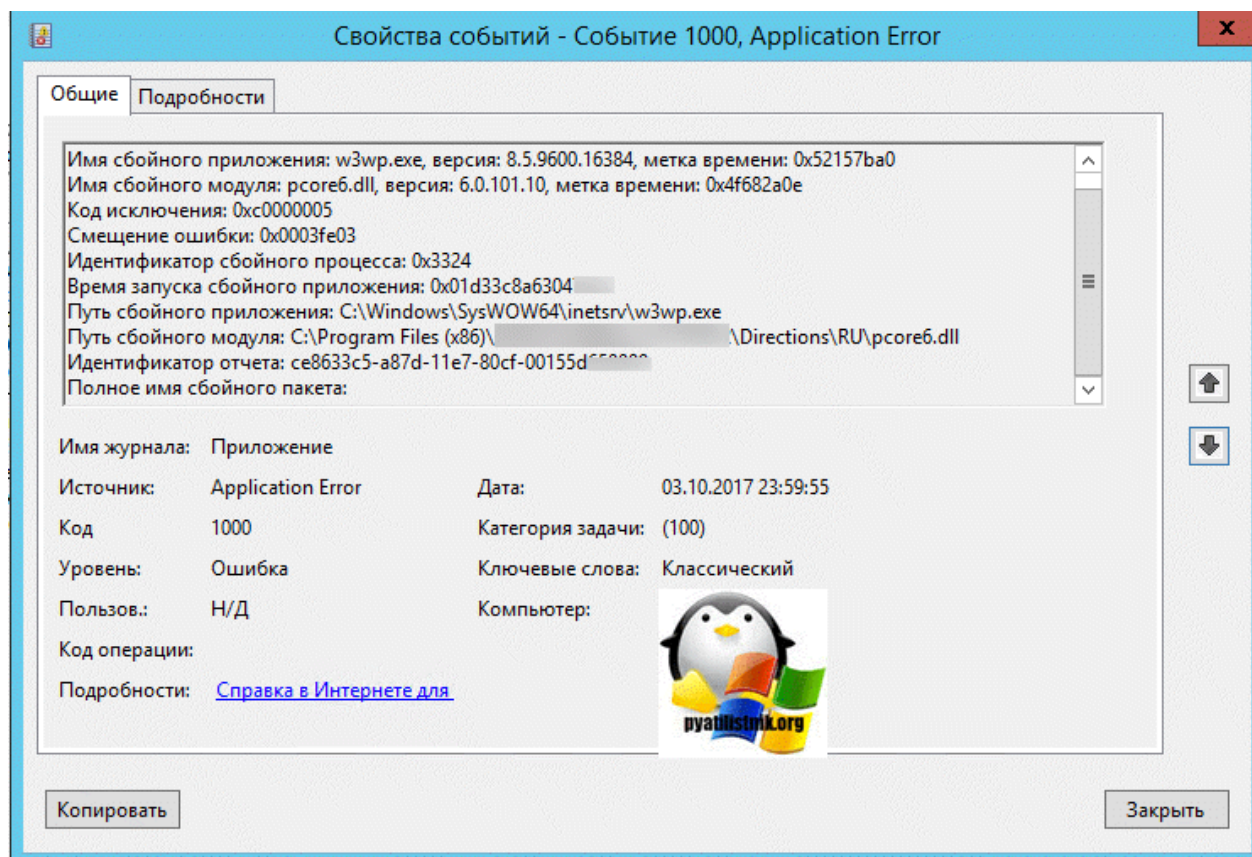 Свойства событий - Событие 1000, Application Error
x
Общие
Подробности
Имя сбойного приложения: w3wp.exe, версия: 8.5.9600.16384, метка времени: 0x52157ba0
Имя сбойного модуля: pcore6.dll, версия: 6.0.101.10, метка времени: 0x4f682a0e
Код исключения: 0xc0000005
Смещение ошибки: 0x0003fe03
Идентификатор сбойного процесса: 0x3324
Время запуска сбойного приложения: 0x01d33c8a6304
Путь сбойного приложения: C:\Windows\SysWOW64\inetsrv\w3wp.exe
Путь сбойного модуля: C:\Program Files (x86)\ \Directions\RU\pcore6.dll
Идентификатор отчета: ce8633c5-a87d-11e7-80cf-00155d
Полное имя сбойного пакета:
Имя журнала: Приложение
Источник: Application Error Дата: 03.10.2017 23:59:55
Код 1000 Категория задачи: (100)
Уровень: Ошибка Ключевые слова: Классический
Пользов.: Н/Д Компьютер:
Код операции:
Подробности: Справка в Интернете для
pyatilistnik.org
Копировать
Закрыть